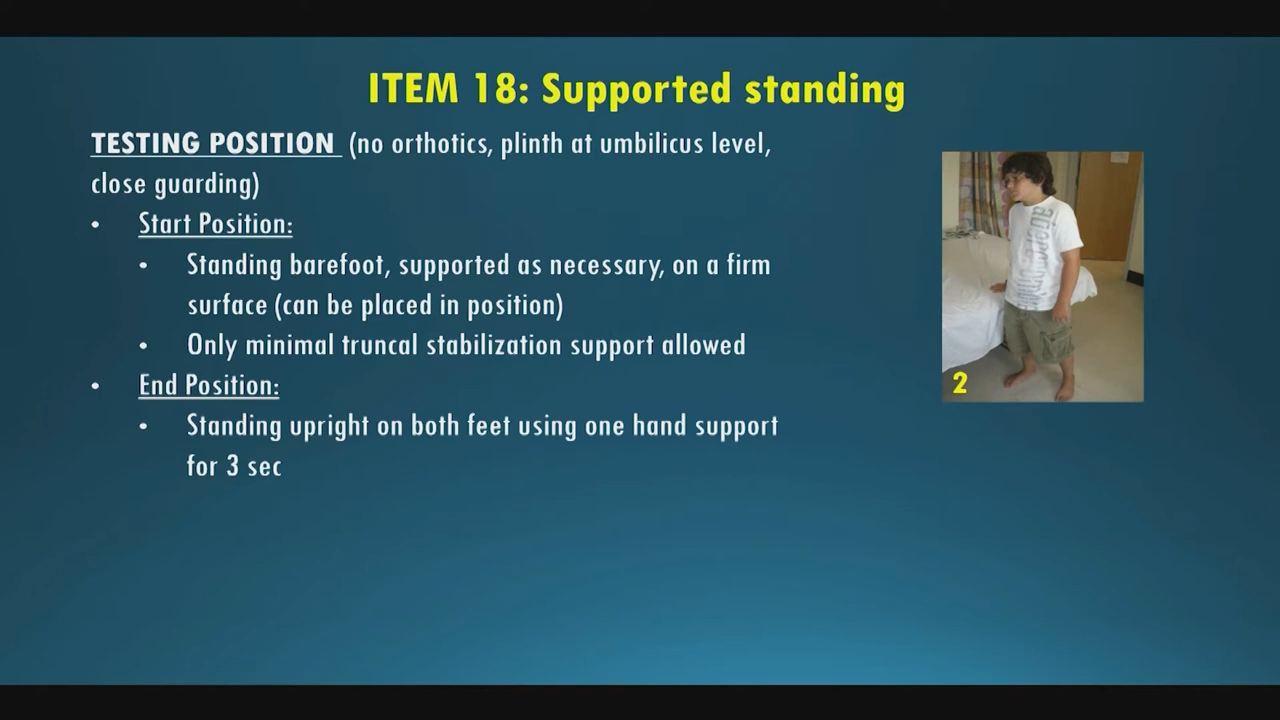 ITEM 18: Supported standing
TESTING POSITION (no orthotics, plinth at umbilicus level,
close guarding)
• Start Position:
• Standing barefoot, supported as necessary, on a firm
surface (can be placed in position)
• Only minimal truncal stabilization support allowed
• End Position:
• Standing upright on both feet using one hand support
for 3 sec
2